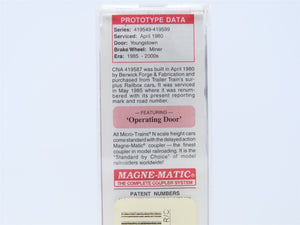 PROTOTYPE DATA
Series: 419549-419599
Serviced: April 1980
Door: Youngstown
Brake Wheel: Miner
Era: 1985 - 2000s
CNA 419587 was built in April 1980
by Berwick Forge & Fabrication and
purchased from Trailer Train's sur-
plus Railbox cars. It was serviced
in May 1985 where it was renum-
bered with its present reporting
mark and road number.
— FEATURING —
'Operating Door'
All Micro-Trains® N scale freight cars
come with the delayed action
Magne-Matic® coupler — the finest
coupler in model railroading. It is the
"Standard by Choice" of model
railroaders worldwide!
MAGNE-MATIC®
THE COMPLETE COUPLER SYSTEM
PATENT NUMBERS